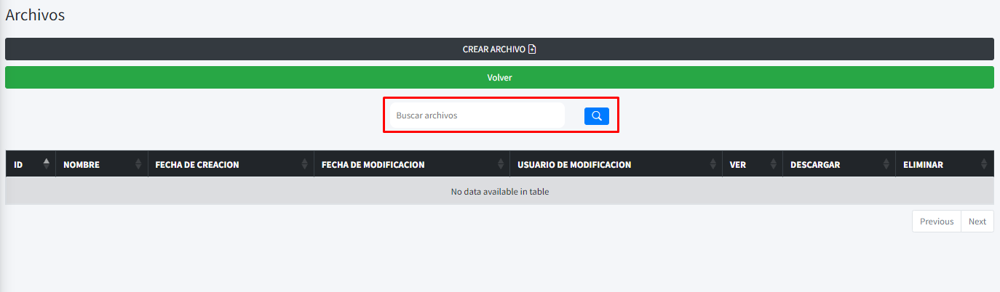 Archivos
CREAR ARCHIVO
Volver
Buscar archivos
ID NOMBRE FECHA DE CREACION FECHA DE MODIFICACION USUARIO DE MODIFICACION VER DESCARGAR ELIMINAR
No data available in table
Previous Next